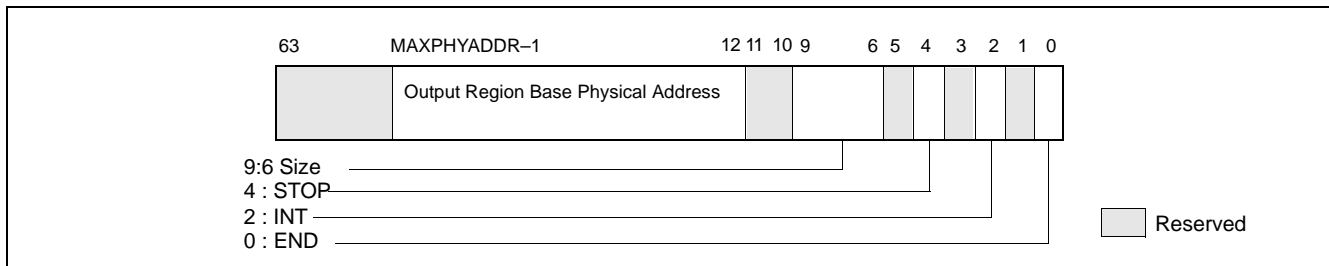 63 MAXPHYADDR–1 12 11 10 9 6 5 4 3 2 1 0
Output Region Base Physical Address
9:6 Size
4 : STOP
2 : INT
0 : END
Reserved